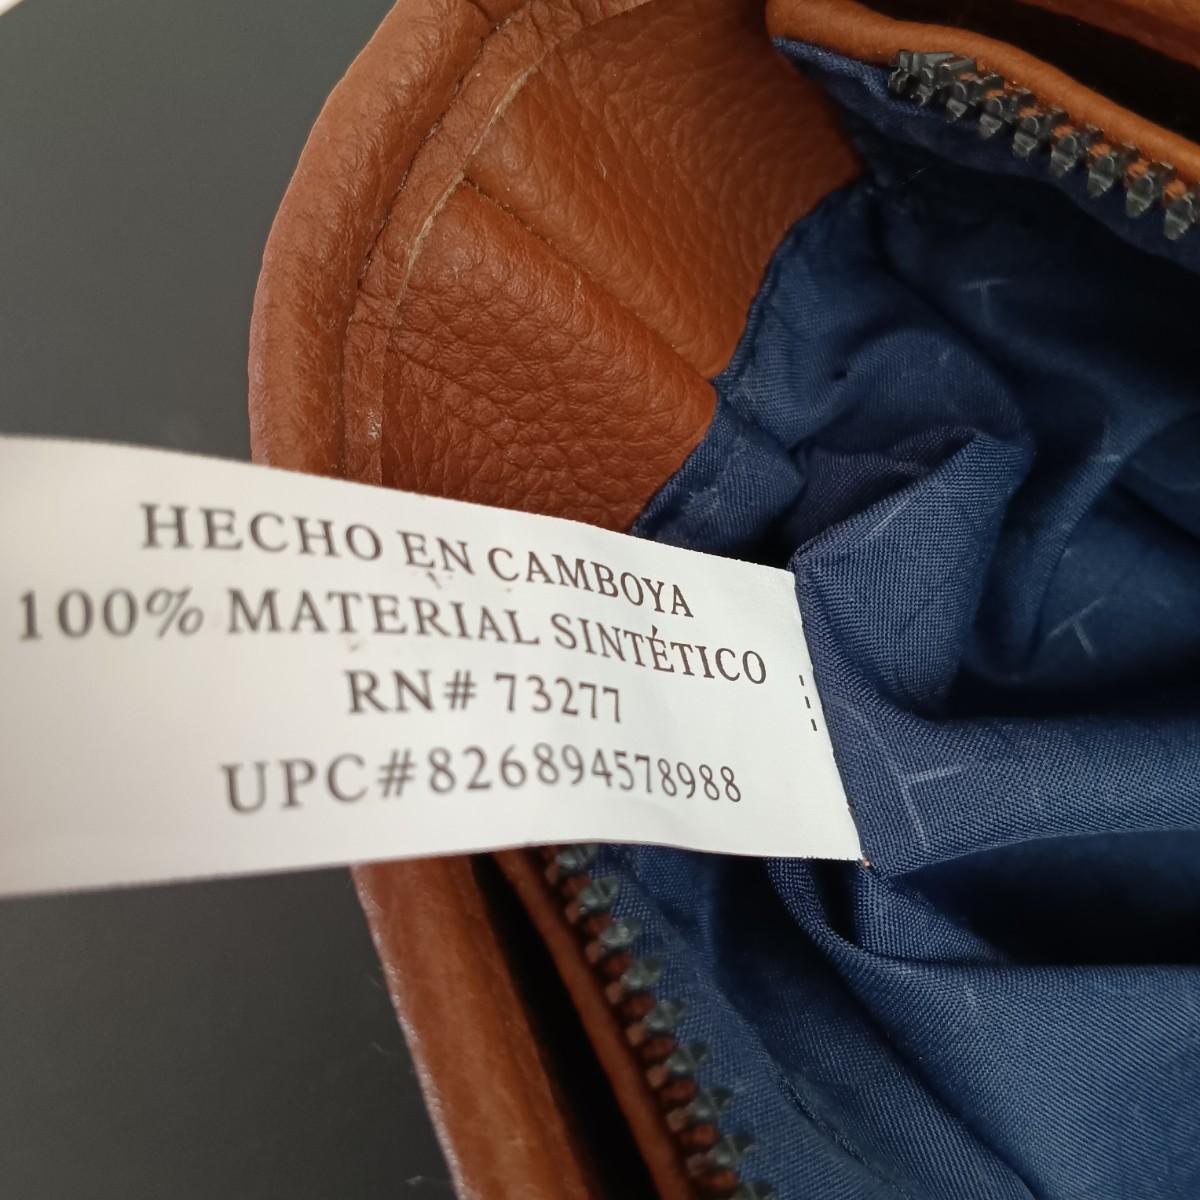 HECHO EN CAMBOYA
100% MATERIAL SINTÉTICO
RN# 73277
UPC#826894578988